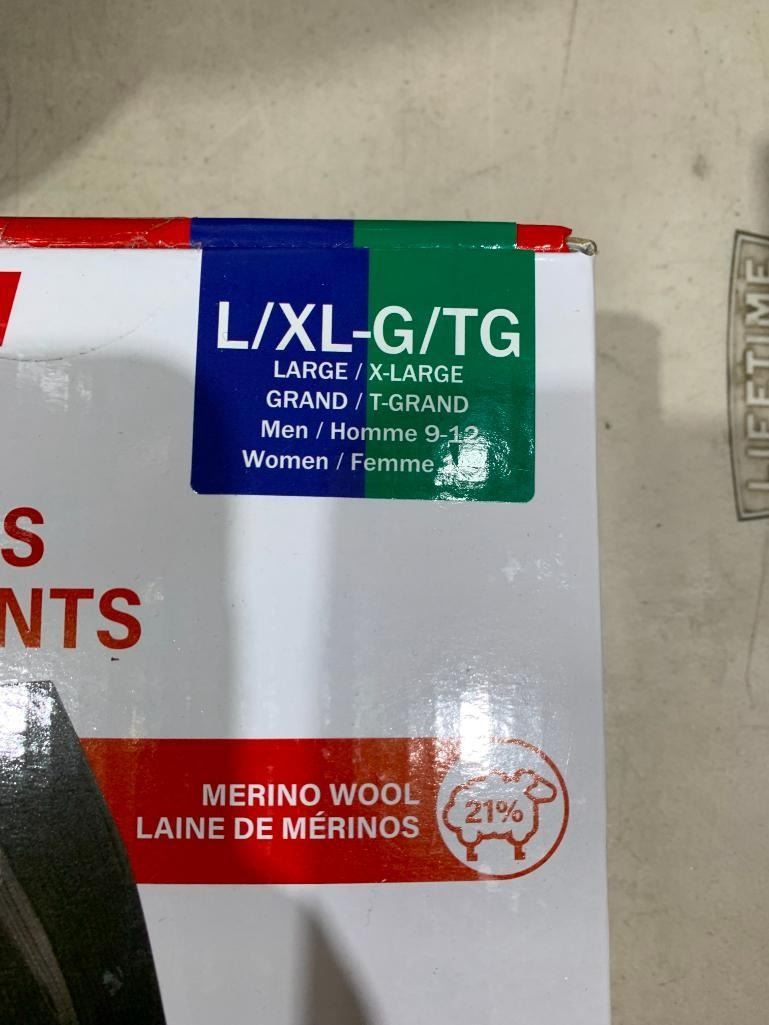 L/XL-G/TG
LARGE / X-LARGE
GRAND / T-GRAND
Men / Homme 9-12
Women / Femme
S
NTS
MERINO WOOL
LAINE DE MÉRINOS
21%
LIFETIME